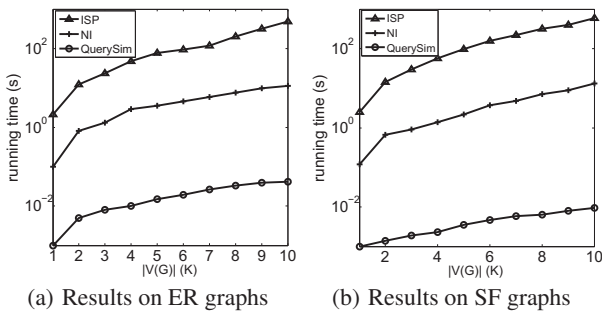 ISP
NI
QuerySim
running time (s)
10^2
10^0
10^-2
1 2 3 4 5 6 7 8 9 10
|V(G)| (K)
(a) Results on ER graphs
ISP
NI
QuerySim
running time (s)
10^2
10^0
10^-2
2 4 6 8 10
|V(G)| (K)
(b) Results on SF graphs